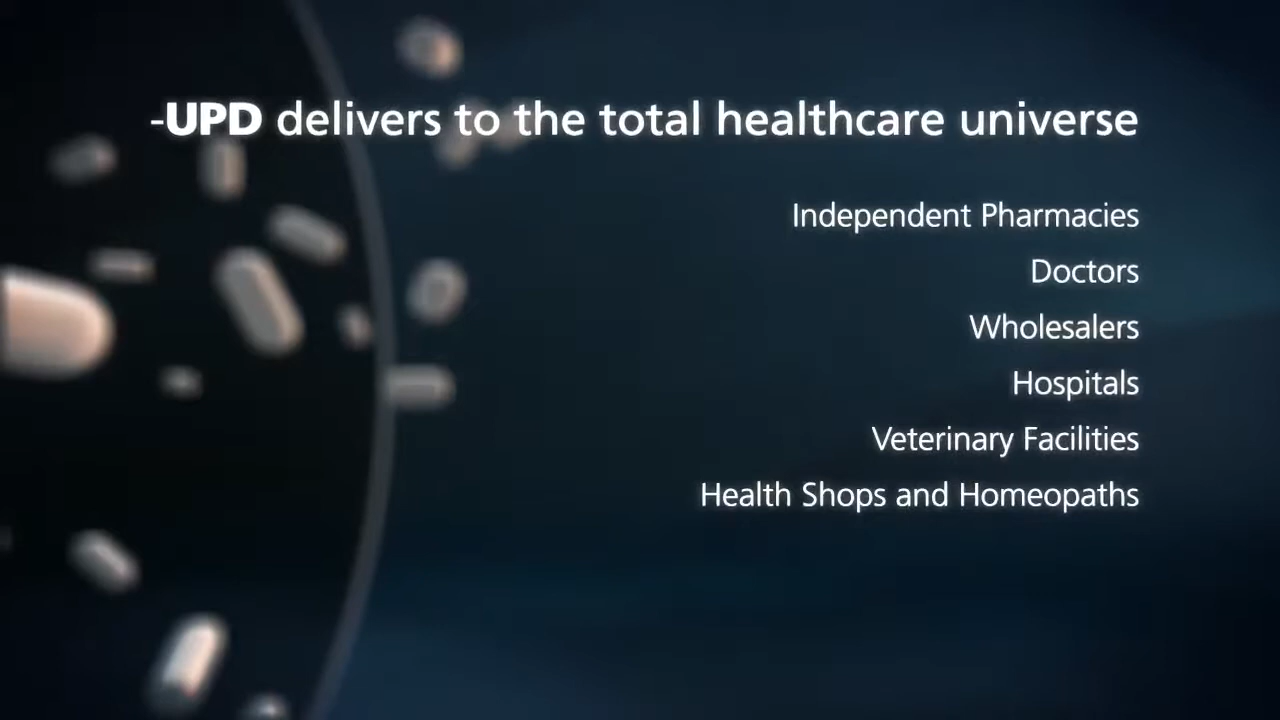 -UPD delivers to the total healthcare universe
Independent Pharmacies
Doctors
Wholesalers
Hospitals
Veterinary Facilities
Health Shops and Homeopaths